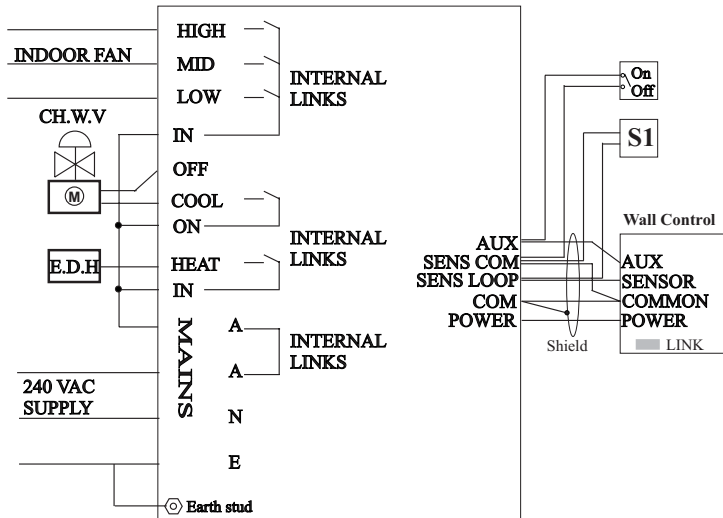 HIGH
INDOOR FAN
MID
INTERNAL
LINKS
LOW
CH.W.V
IN
OFF
M
COOL
ON
INTERNAL
LINKS
E.D.H
HEAT
IN
MAINS
A
INTERNAL
LINKS
A
240 VAC
SUPPLY
N
E
Earth stud
On
Off
S1
Wall Control
AUX
SENS COM
SENS LOOP
COM
POWER
AUX
SENSOR
COMMON
POWER
Shield
LINK